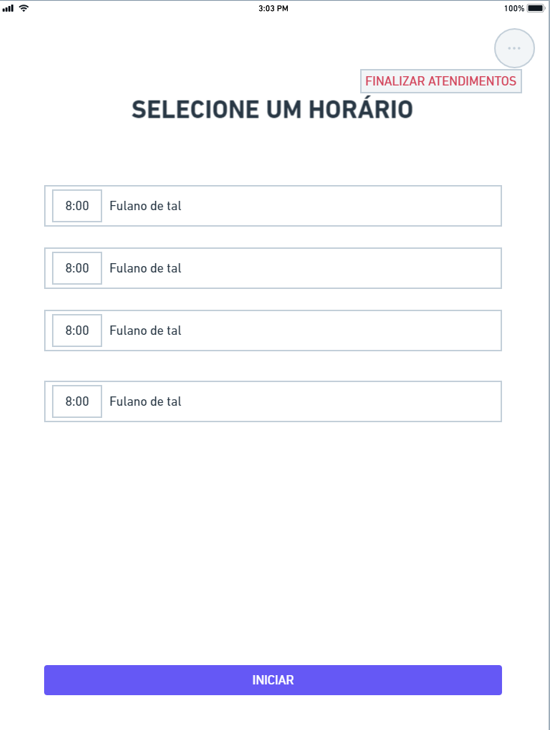 3:03 PM
100%
...
FINALIZAR ATENDIMENTOS
SELECIONE UM HORÁRIO
8:00 Fulano de tal
8:00 Fulano de tal
8:00 Fulano de tal
8:00 Fulano de tal
INICIAR